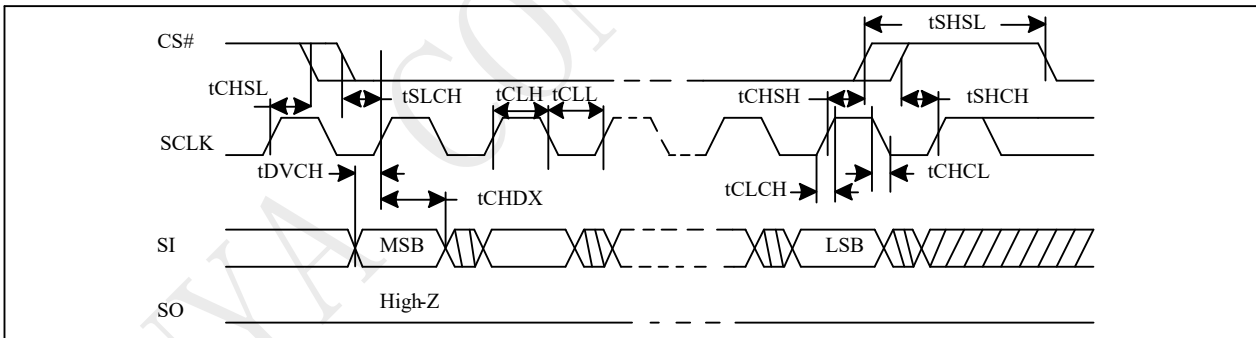 tSHSL
CS#
tCHSL
tSLCH
tCLH
tCLL
tCHSH
tSHCH
SCLK
tDVCH
tCHDX
tCLCH
tCHCL
SI
MSB
LSB
SO
High-Z